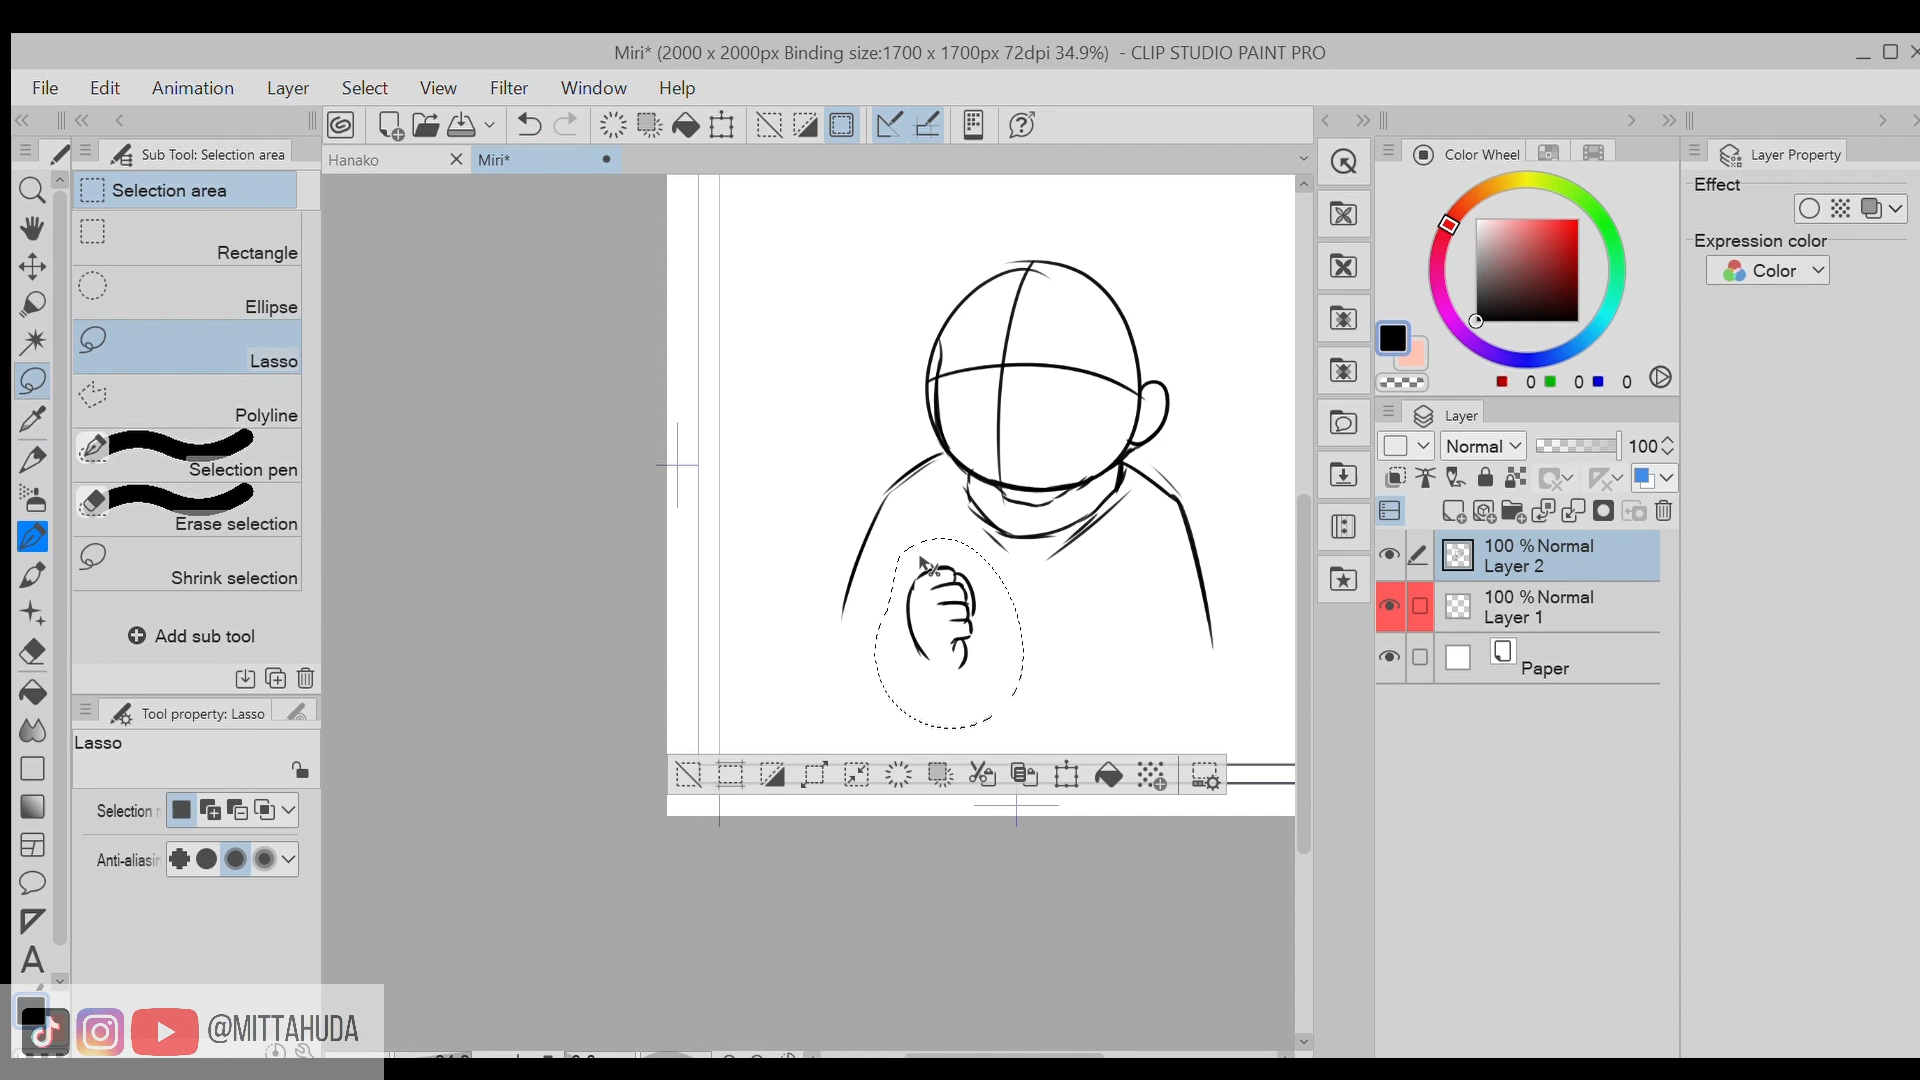 Miri* (2000 x 2000px Binding size:1700 x 1700px 72dpi 34.9%) - CLIP STUDIO PAINT PRO
File Edit Animation Layer Select View Filter Window Help
Sub Tool: Selection area
Hanako
Miri*
Color Wheel
Layer Property
Selection area
Rectangle
Ellipse
Lasso
Polyline
Selection pen
Erase selection
Shrink selection
Add sub tool
Tool property: Lasso
Lasso
Selection
Anti-aliasin
Effect
Expression color
Color
0 0 0
Layer
Normal 100
100 %Normal
Layer 2
100 %Normal
Layer 1
Paper
A
@MITTAHUDA